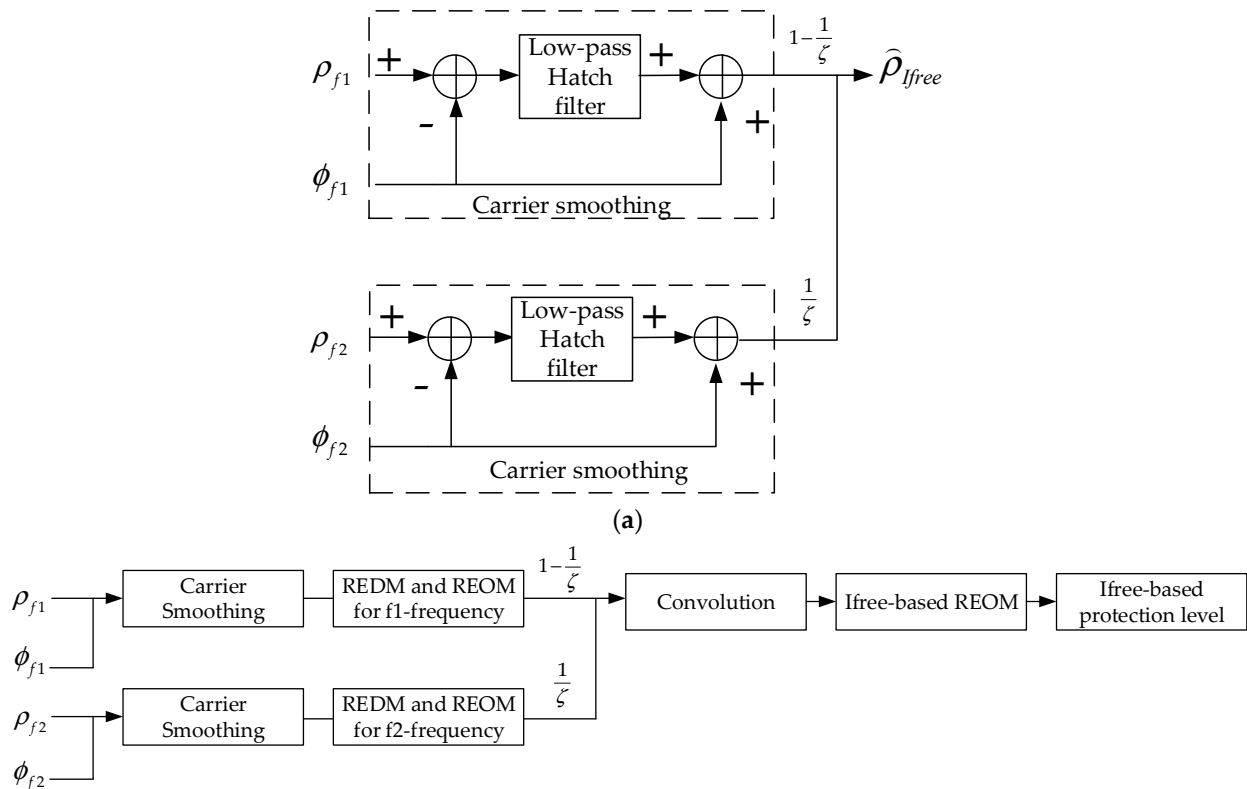 ρf1
+
-
Low-pass
Hatch
filter
+
+
1-1/ζ
ρ̂Ifree
ϕf1
Carrier smoothing
ρf2
+
-
Low-pass
Hatch
filter
+
+
1/ζ
ϕf2
Carrier smoothing
(a)
ρf1
ϕf1
Carrier
Smoothing
REDM and REOM
for f1-frequency
1-1/ζ
Convolution
Ifree-based REOM
Ifree-based
protection level
ρf2
ϕf2
Carrier
Smoothing
REDM and REOM
for f2-frequency
1/ζ